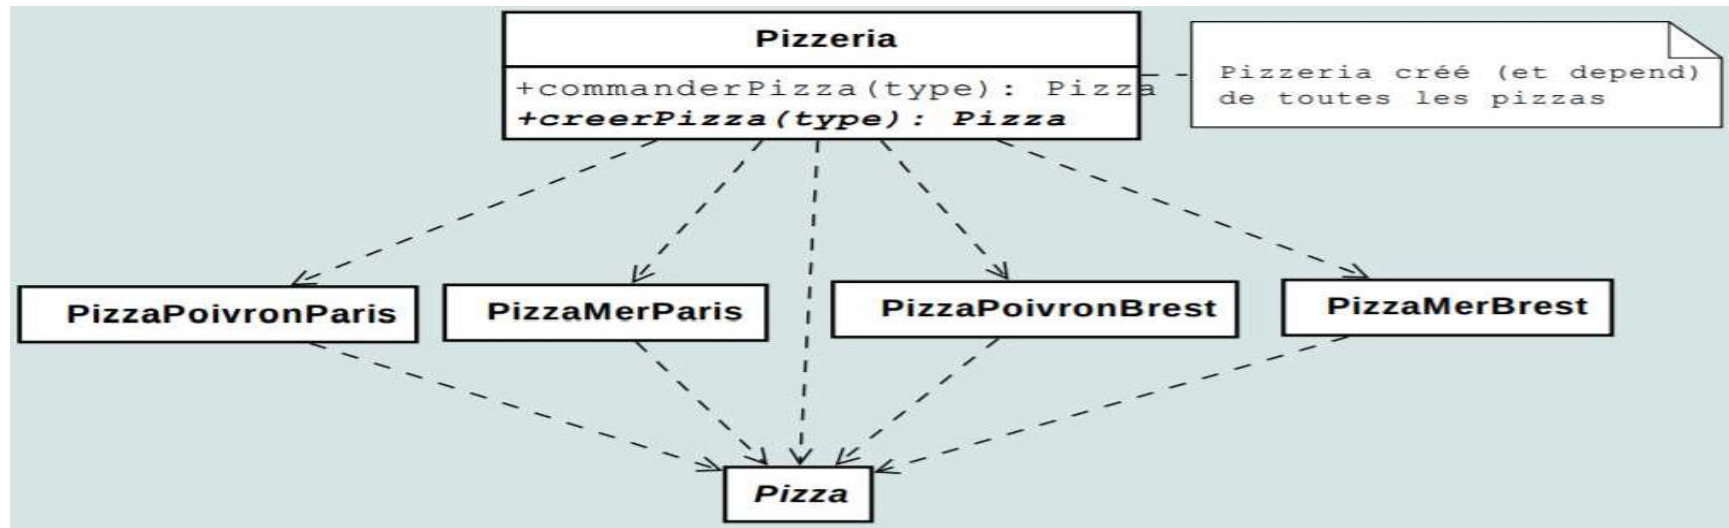 Pizzeria
+commanderPizza(type): Pizza
+creerPizza(type): Pizza
Pizzeria créé (et depend)
de toutes les pizzas
PizzaPoivronParis
PizzaMerParis
PizzaPoivronBrest
PizzaMerBrest
Pizza